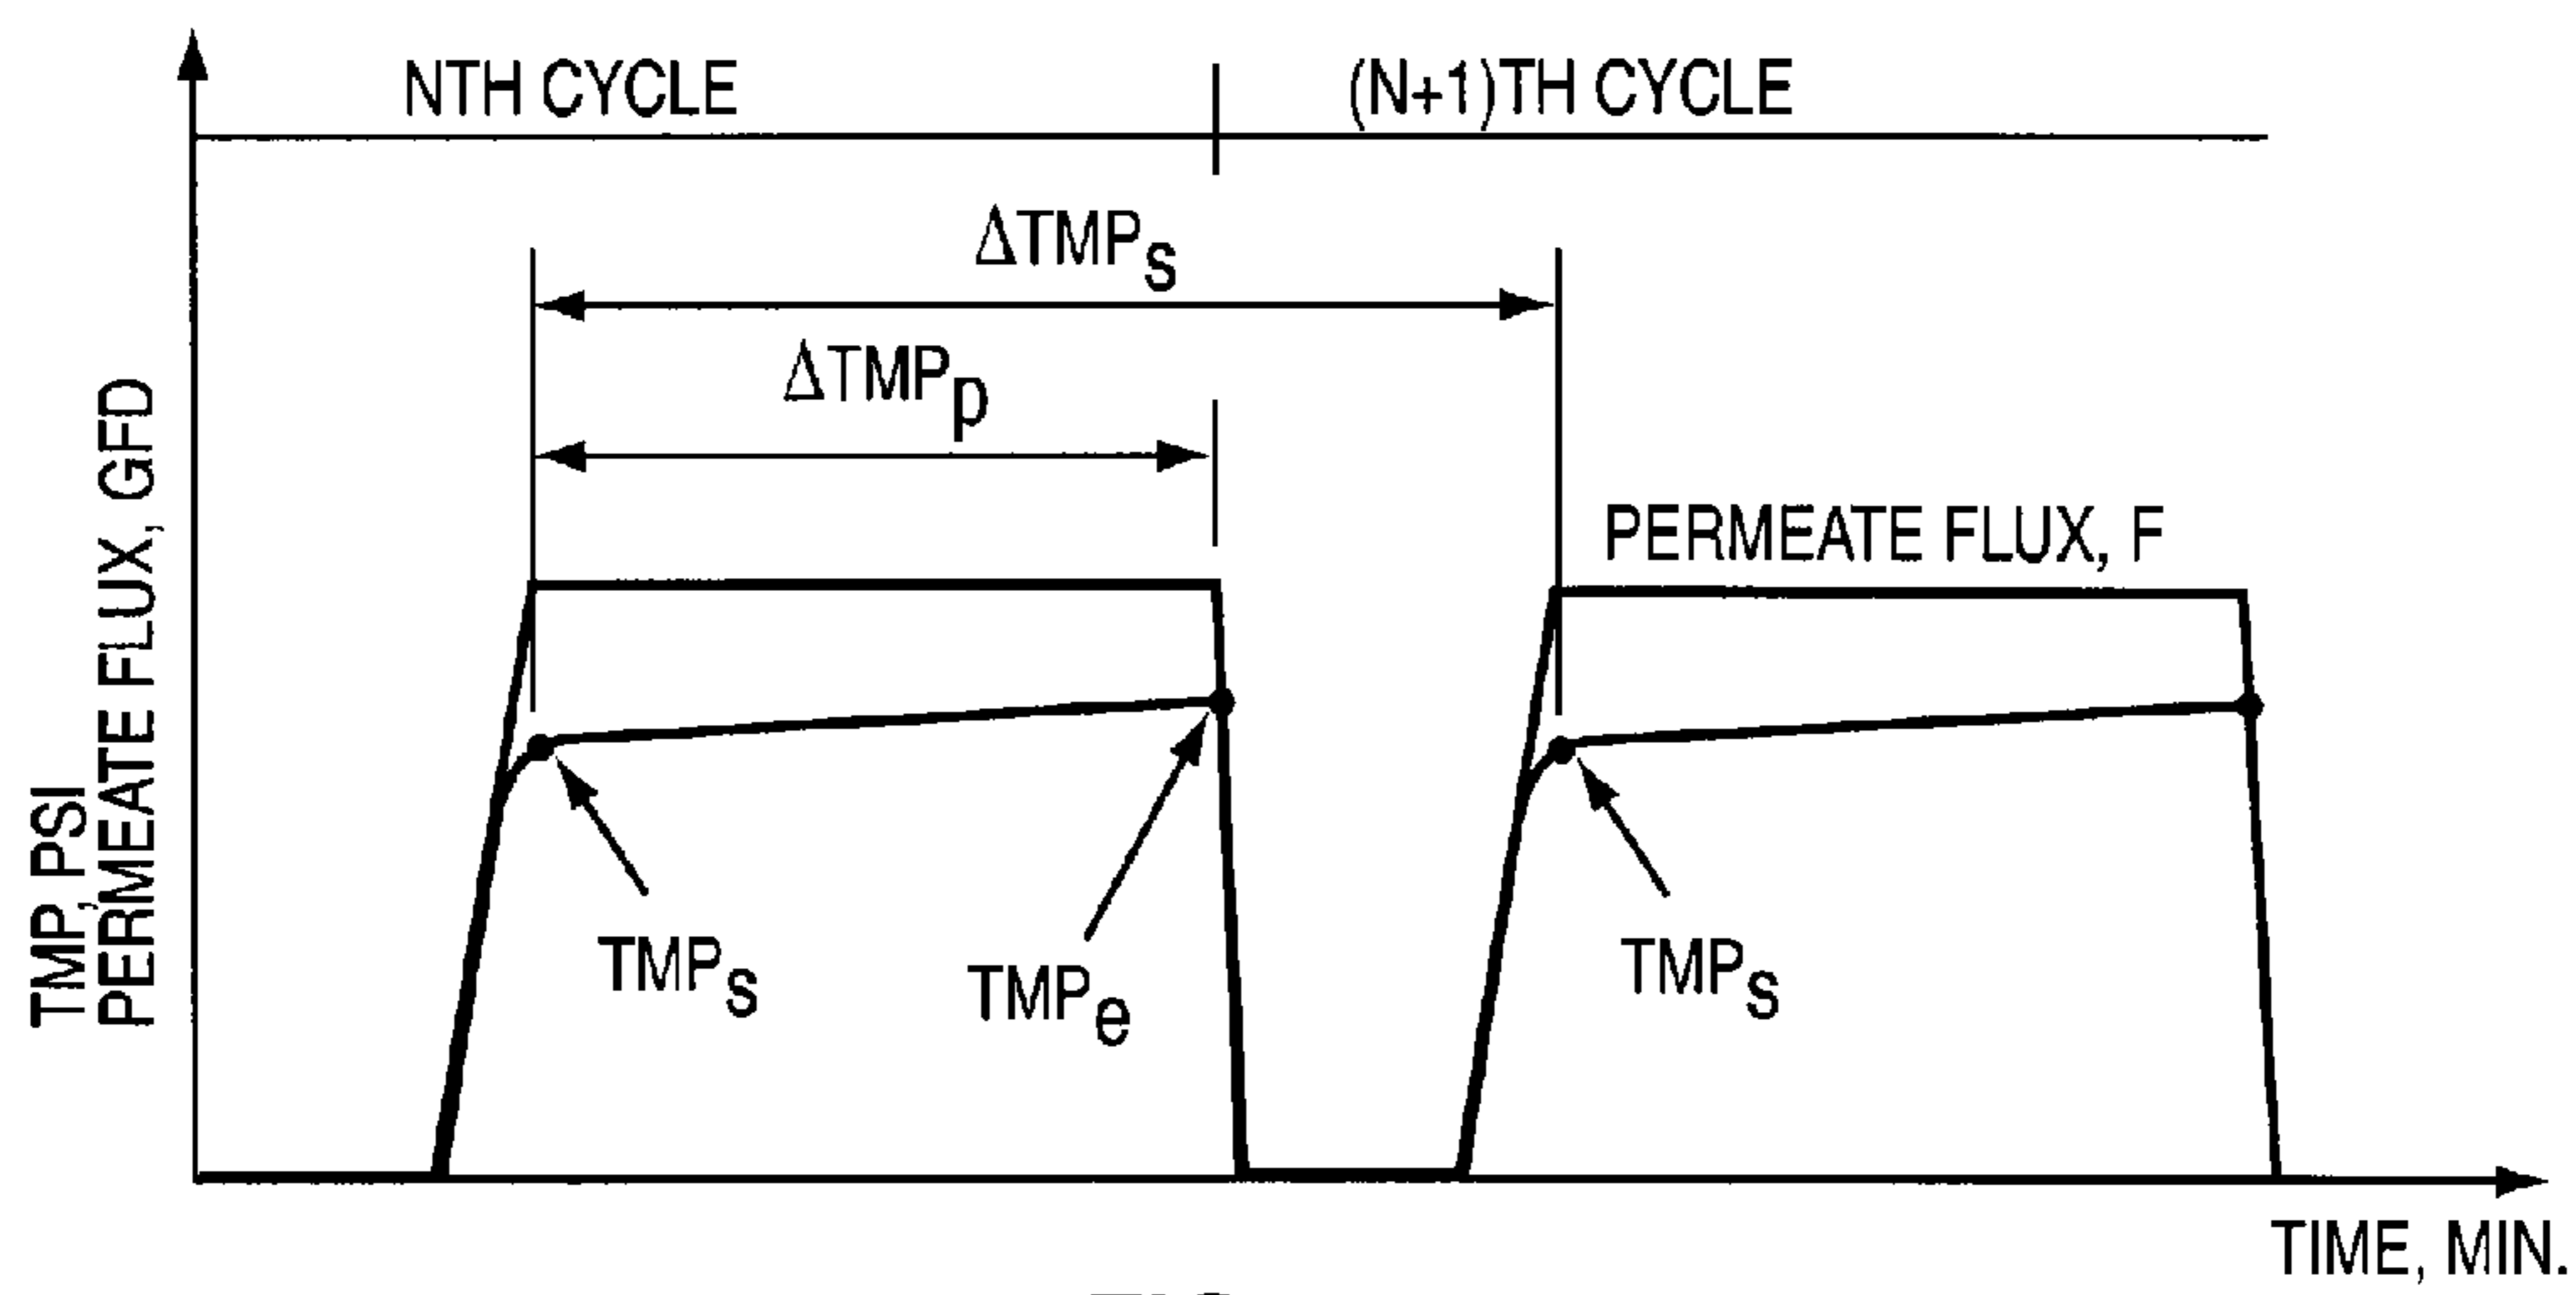 NTH CYCLE
(N+1)TH CYCLE
ΔTMPs
ΔTMPp
PERMEATE FLUX, F
TMP, PSI
PERMEATE FLUX, GFD
TMPs
TMPe
TMPs
TIME, MIN.